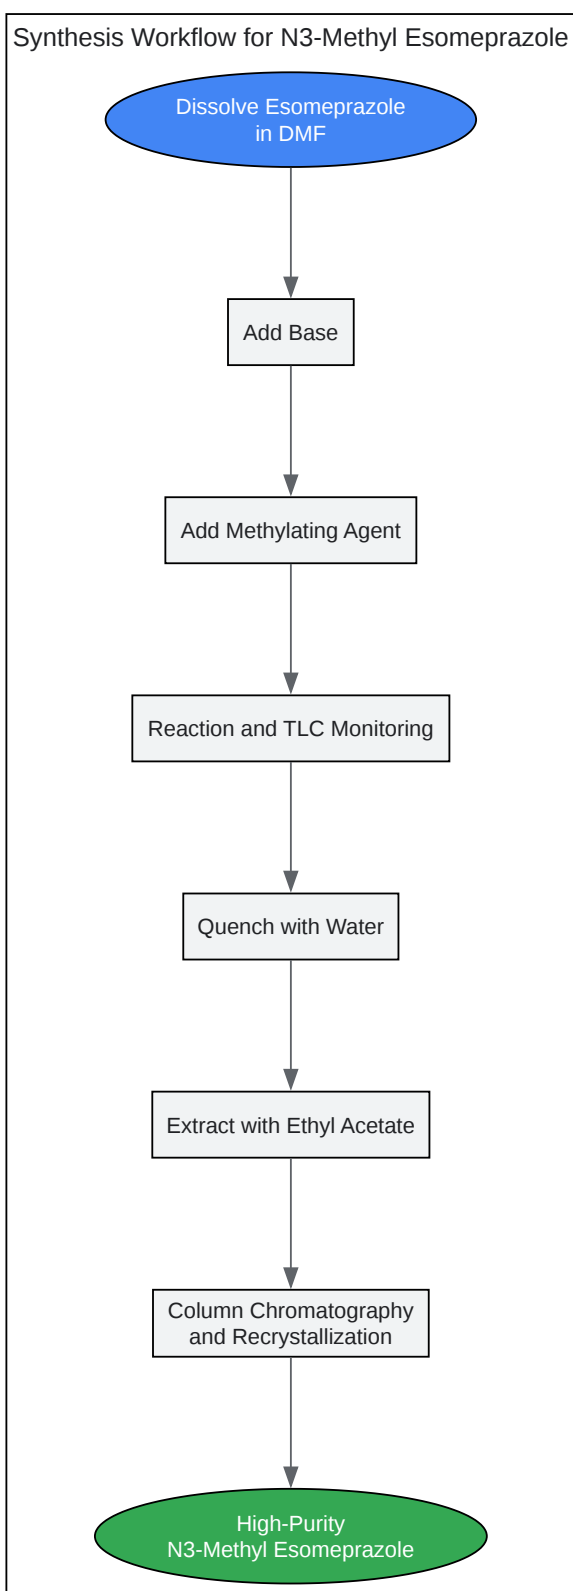 Synthesis Workflow for N3-Methyl Esomeprazole
Dissolve Esomeprazole
in DMF
Add Base
Add Methylating Agent
Reaction and TLC Monitoring
Quench with Water
Extract with Ethyl Acetate
Column Chromatography
and Recrystallization
High-Purity
N3-Methyl Esomeprazole